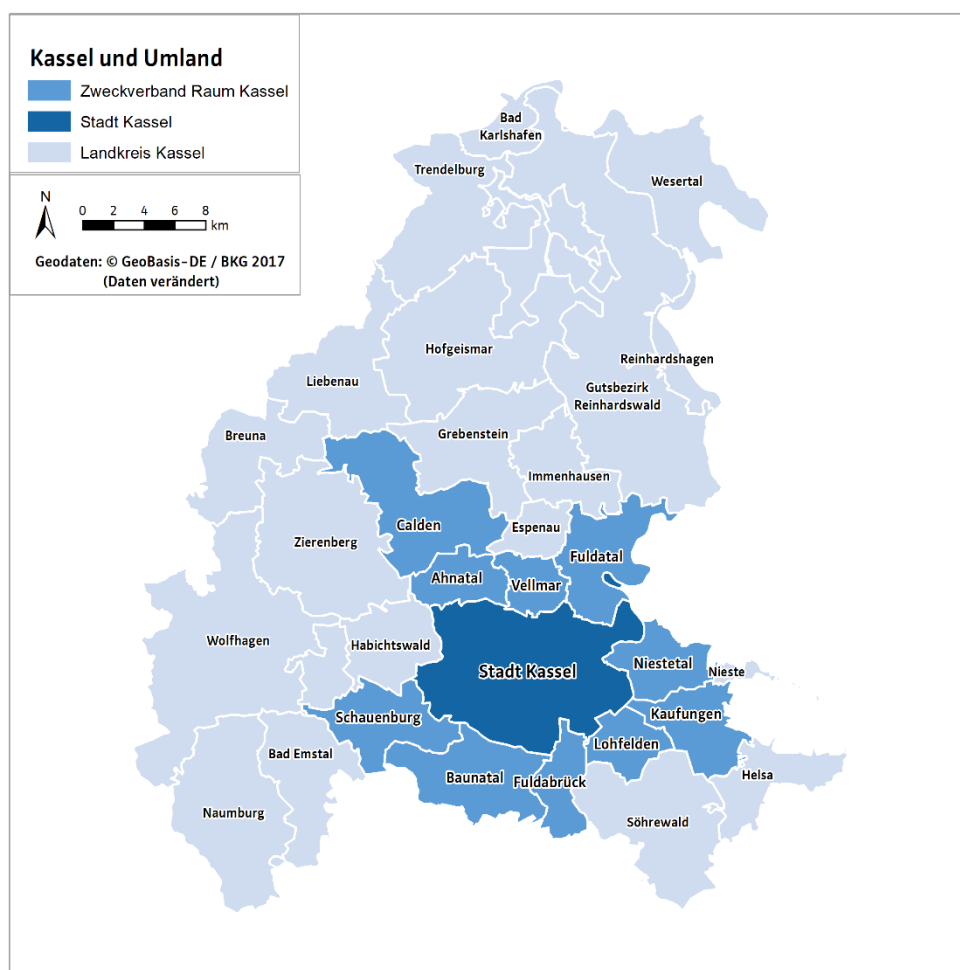 Kassel und Umland
Zweckverband Raum Kassel
Stadt Kassel
Landkreis Kassel
N
0 2 4 6 8
km
Geodaten: © GeoBasis-DE / BKG 2017
(Daten verändert)
Bad
Karlshafen
Trendelburg
Wesertal
Hofgeismar
Reinhardshagen
Liebenau
Gutsbezirk
Reinhardswald
Breuna
Grebenstein
Immenhausen
Calden
Espenau
Zierenberg
Fuldatal
Ahnatal
Vellmar
Wolfhagen
Habichtswald
Stadt Kassel
Niestetal
Nieste
Schauenburg
Kaufungen
Bad Emstal
Lohfelden
Baunatal
Fuldabrück
Helsa
Naumburg
Söhrewald